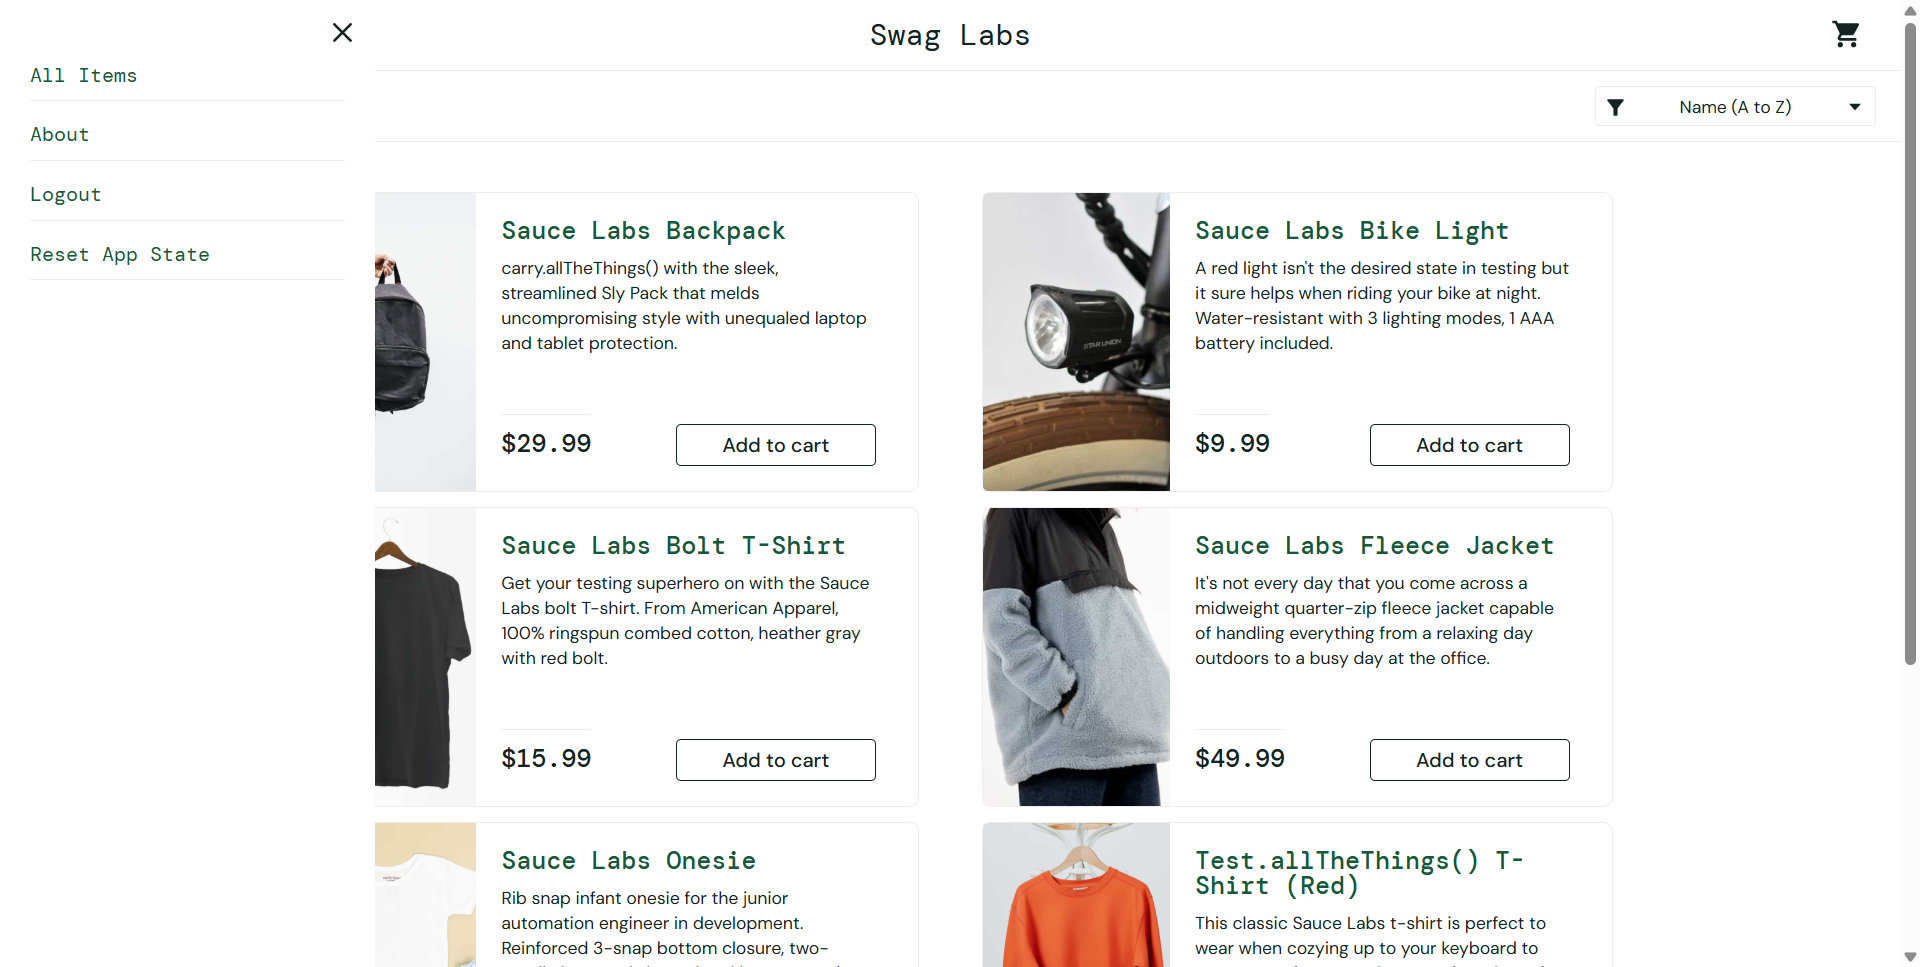 All Items
About
Logout
Reset App State
Swag Labs
Name (A to Z)
Sauce Labs Backpack
carry.allTheThings() with the sleek,
streamlined Sly Pack that melds
uncompromising style with unequaled laptop
and tablet protection.
$29.99
Add to cart
Sauce Labs Bike Light
A red light isn't the desired state in testing but
it sure helps when riding your bike at night.
Water-resistant with 3 lighting modes, 1 AAA
battery included.
STAR UNION
$9.99
Add to cart
Sauce Labs Bolt T-Shirt
Get your testing superhero on with the Sauce
Labs bolt T-shirt. From American Apparel,
100% ringspun combed cotton, heather gray
with red bolt.
$15.99
Add to cart
Sauce Labs Fleece Jacket
It's not every day that you come across a
midweight quarter-zip fleece jacket capable
of handling everything from a relaxing day
outdoors to a busy day at the office.
$49.99
Add to cart
Sauce Labs Onesie
Rib snap infant onesie for the junior
automation engineer in development.
Reinforced 3-snap bottom closure, two-
Test.allTheThings() T-
Shirt (Red)
This classic Sauce Labs t-shirt is perfect to
wear when cozying up to your keyboard to